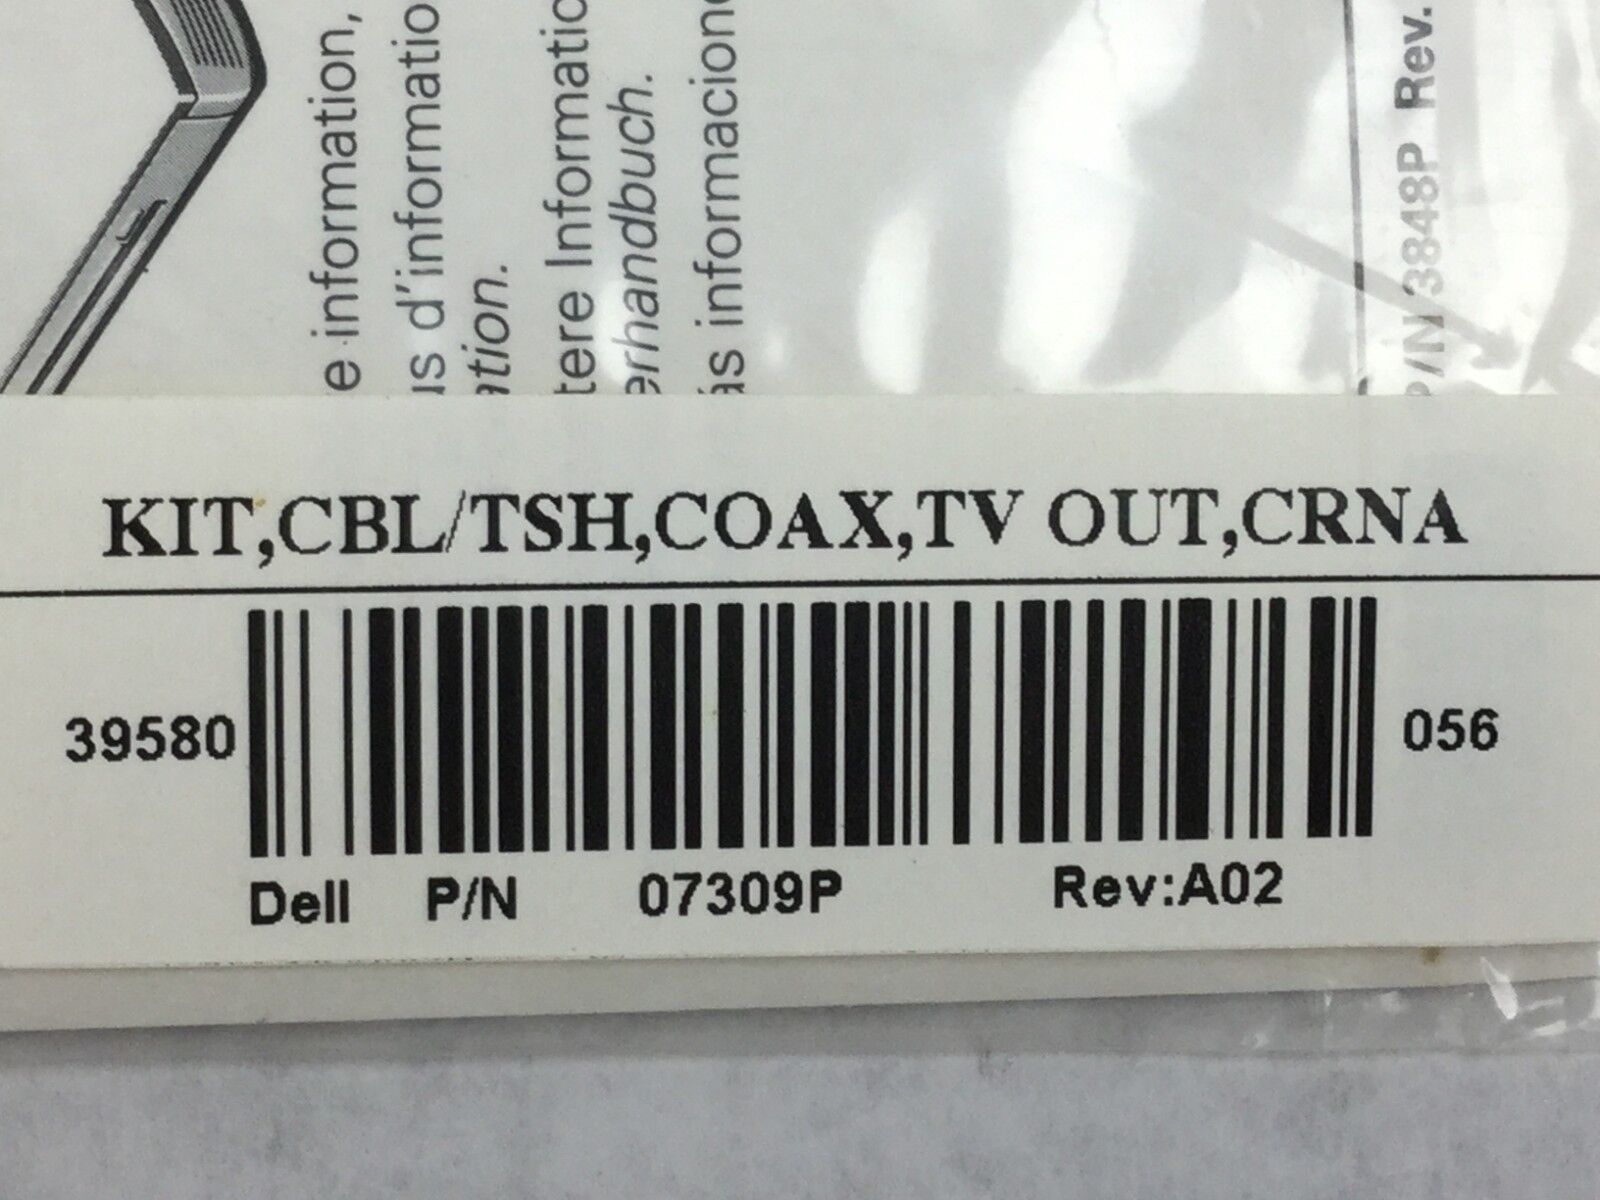 e information,
us d'informatio
ation.
tere Informatio
erhandbuch.
ás informacione
P/N 3848P Rev.
KIT,CBL/TSH,COAX,TV OUT,CRNA
39580
056
Dell P/N 07309P Rev:A02